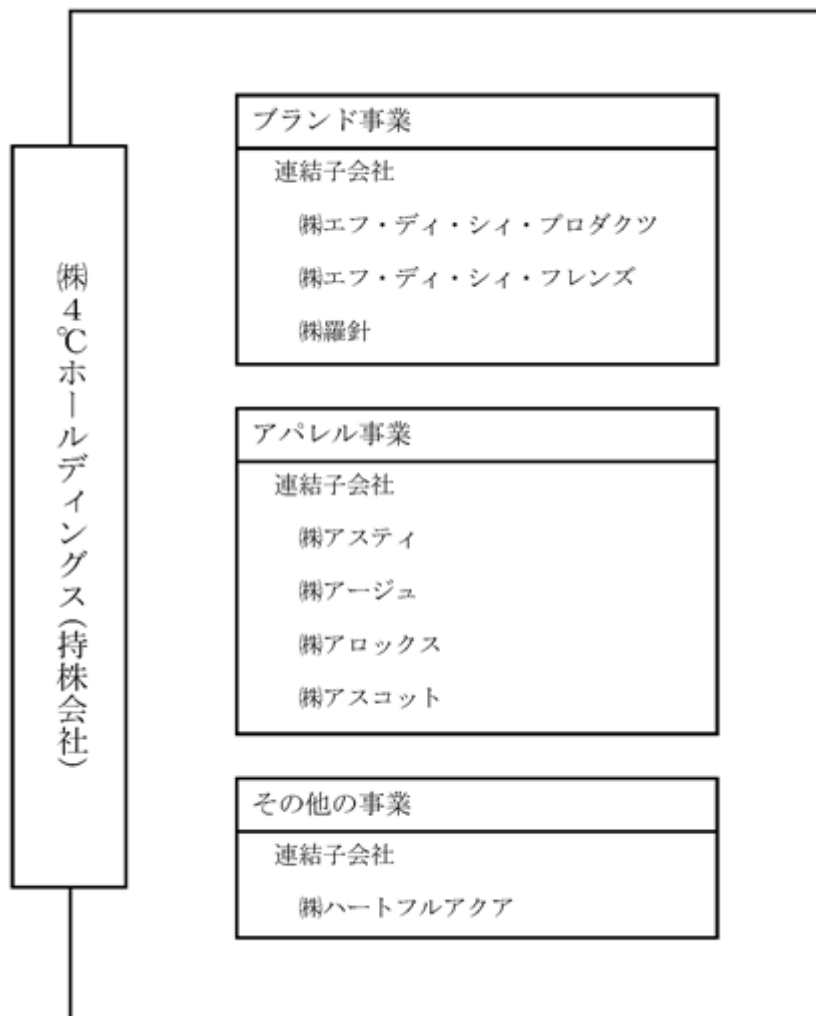 ㈱4℃ホールディングス(持株会社)
ブランド事業
連結子会社
㈱エフ・ディ・シィ・プロダクツ
㈱エフ・ディ・シィ・フレンズ
㈱羅針
アパレル事業
連結子会社
㈱アスティ
㈱アージュ
㈱アロックス
㈱アスコット
その他の事業
連結子会社
㈱ハートフルアクア